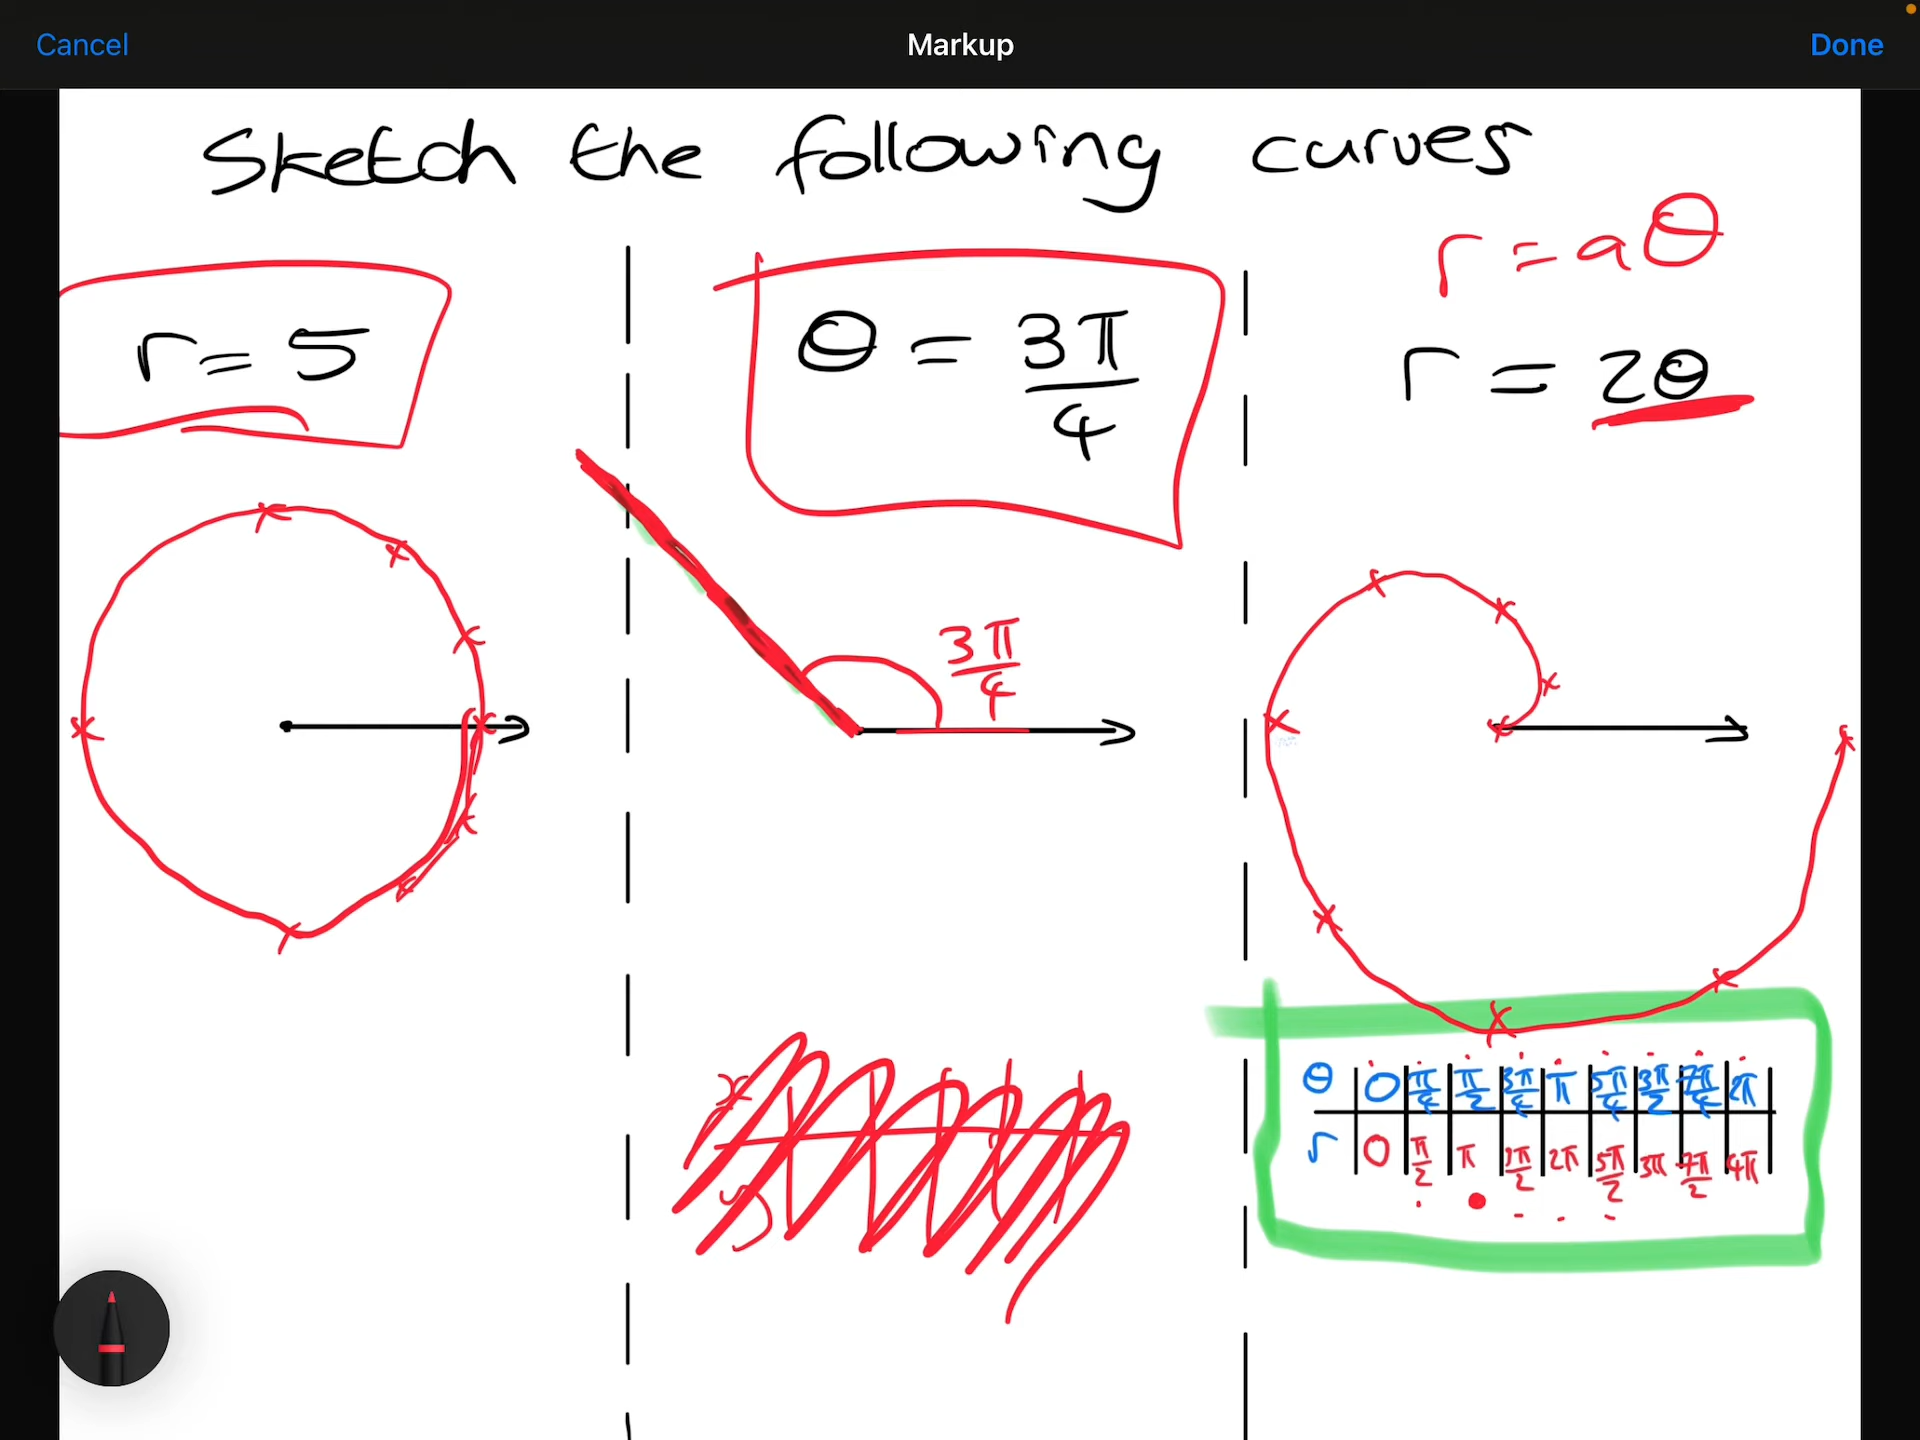 Cancel Markup Done
Sketch the following curves
r = 5
θ = 3π/4
r = aθ
r = 2θ
3π/4
x
y
θ 0 π/4 π/2 3π/4 π 5π/4 3π/2 7π/4 2π
r 0 π/2 π 3π/2 2π 5π/2 3π 7π/2 4π